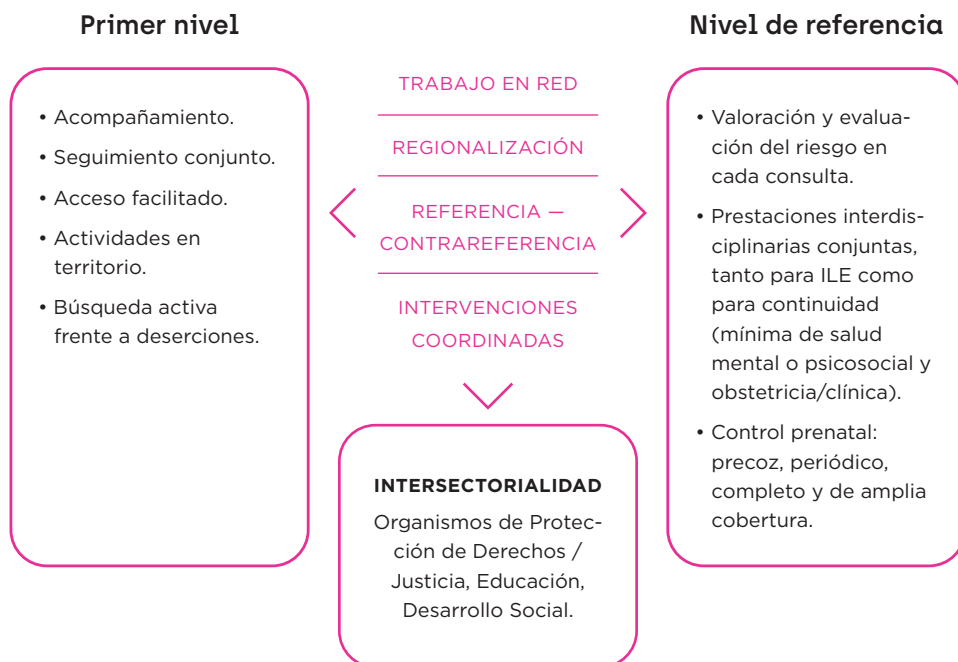 Primer nivel
• Acompañamiento.
• Seguimiento conjunto.
• Acceso facilitado.
• Actividades en
territorio.
• Búsqueda activa
frente a deserciones.
TRABAJO EN RED
REGIONALIZACIÓN
REFERENCIA —
CONTRAREFERENCIA
INTERVENCIONES
COORDINADAS
Nivel de referencia
• Valoración y evalua-
ción del riesgo en
cada consulta.
• Prestaciones interdis-
ciplinarias conjuntas,
tanto para ILE como
para continuidad
(mínima de salud
mental o psicosocial y
obstetricia/clínica).
• Control prenatal:
precoz, periódico,
completo y de amplia
cobertura.
INTERSECTORIALIDAD
Organismos de Protec-
ción de Derechos /
Justicia, Educación,
Desarrollo Social.